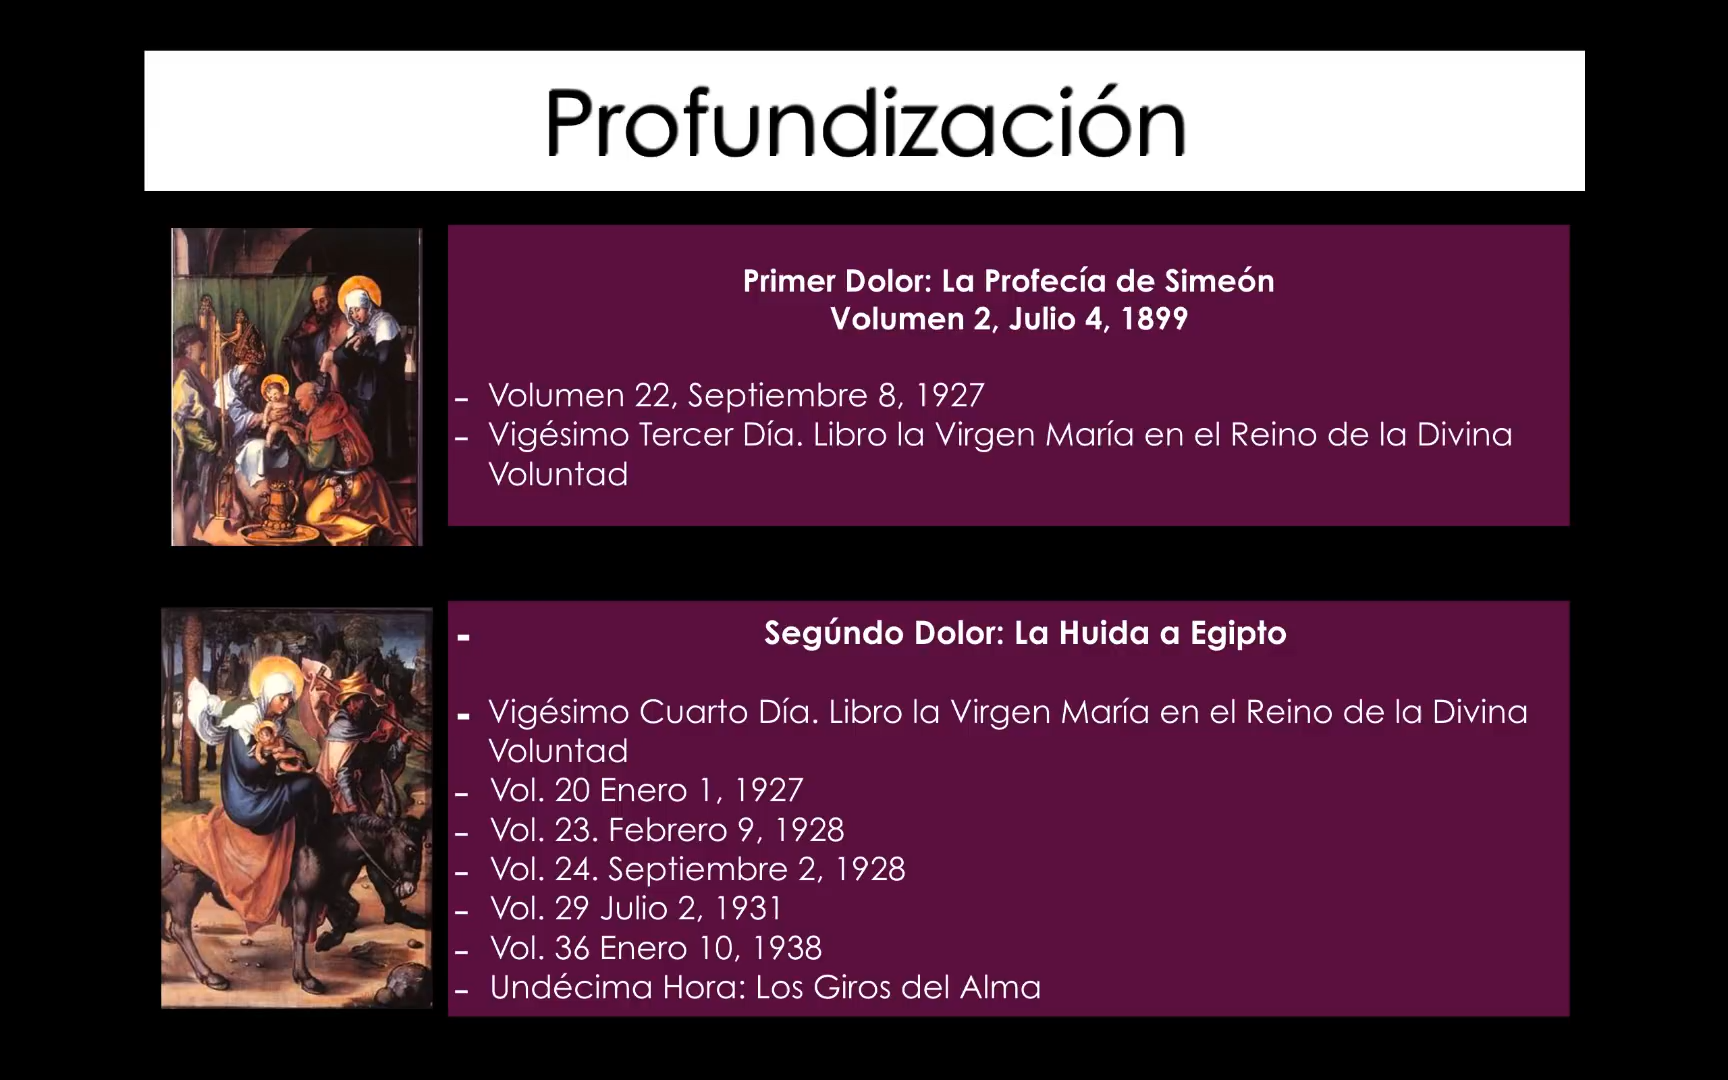 Profundización
Primer Dolor: La Profecía de Simeón
Volumen 2, Julio 4, 1899
- Volumen 22, Septiembre 8, 1927
- Vigésimo Tercer Día. Libro la Virgen María en el Reino de la Divina
Voluntad
- Segúndo Dolor: La Huida a Egipto
- Vigésimo Cuarto Día. Libro la Virgen María en el Reino de la Divina
Voluntad
- Vol. 20 Enero 1, 1927
- Vol. 23. Febrero 9, 1928
- Vol. 24. Septiembre 2, 1928
- Vol. 29 Julio 2, 1931
- Vol. 36 Enero 10, 1938
- Undécima Hora: Los Giros del Alma